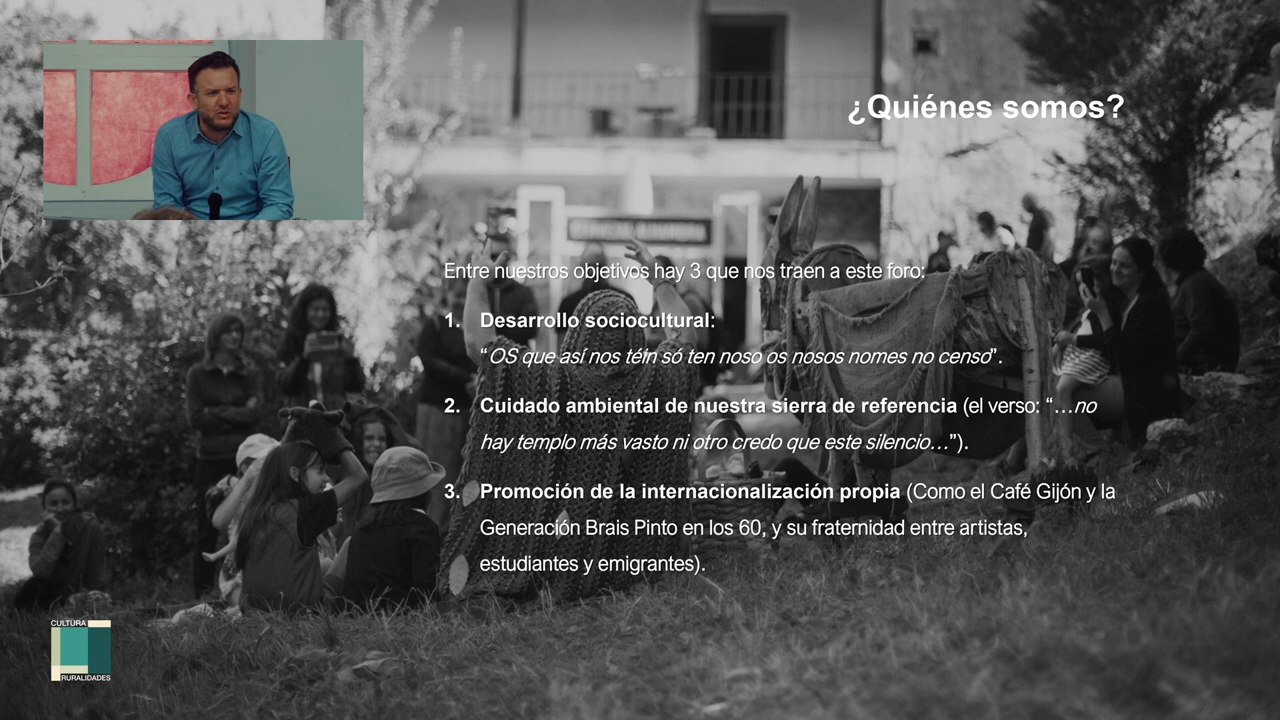 ¿Quiénes somos?
Entre nuestros objetivos hay 3 que nos traen a este foro:
1. Desarrollo sociocultural:
“OS que así nos téñn só ten noso os nosos nomes no censo”.
2. Cuidado ambiental de nuestra sierra de referencia (el verso: “…no
hay templo más vasto ni otro credo que este silencio…”).
3. Promoción de la internacionalización propia (Como el Café Gijón y la
Generación Brais Pinto en los 60, y su fraternidad entre artistas,
estudiantes y emigrantes).
CULTURA
RURALIDADES